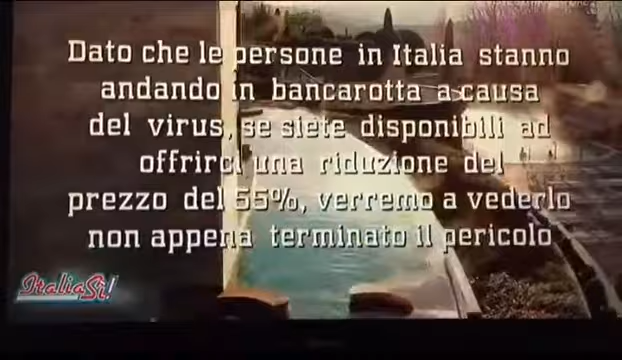 Dato che le persone in Italia stanno
andando in bancarotta a causa
del virus, se siete disponibili ad
offrirci una riduzione del
prezzo del 55%, verremo a vederlo
non appena terminato il pericolo
ItaliaSì!